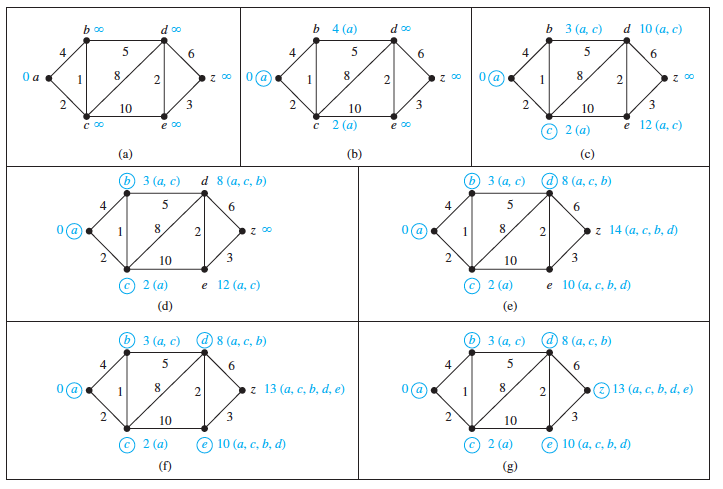 b ∞ d ∞
4 5 6
0 a 1 8 2 z ∞
2 10 3
c ∞ e ∞
(a)
b 4 (a) d ∞
4 5 6
0 a 1 8 2 z ∞
2 10 3
c 2 (a) e ∞
(b)
b 3 (a, c) d 10 (a, c)
4 5 6
0 a 1 8 2 z ∞
2 10 3
c 2 (a) e 12 (a, c)
(c)
b 3 (a, c) d 8 (a, c, b)
4 5 6
0 a 1 8 2 z ∞
2 10 3
c 2 (a) e 12 (a, c)
(d)
b 3 (a, c) d 8 (a, c, b)
4 5 6
0 a 1 8 2 z 14 (a, c, b, d)
2 10 3
c 2 (a) e 10 (a, c, b, d)
(e)
b 3 (a, c) d 8 (a, c, b)
4 5 6
0 a 1 8 2 z 13 (a, c, b, d, e)
2 10 3
c 2 (a) e 10 (a, c, b, d)
(f)
b 3 (a, c) d 8 (a, c, b)
4 5 6
0 a 1 8 2 z 13 (a, c, b, d, e)
2 10 3
c 2 (a) e 10 (a, c, b, d)
(g)